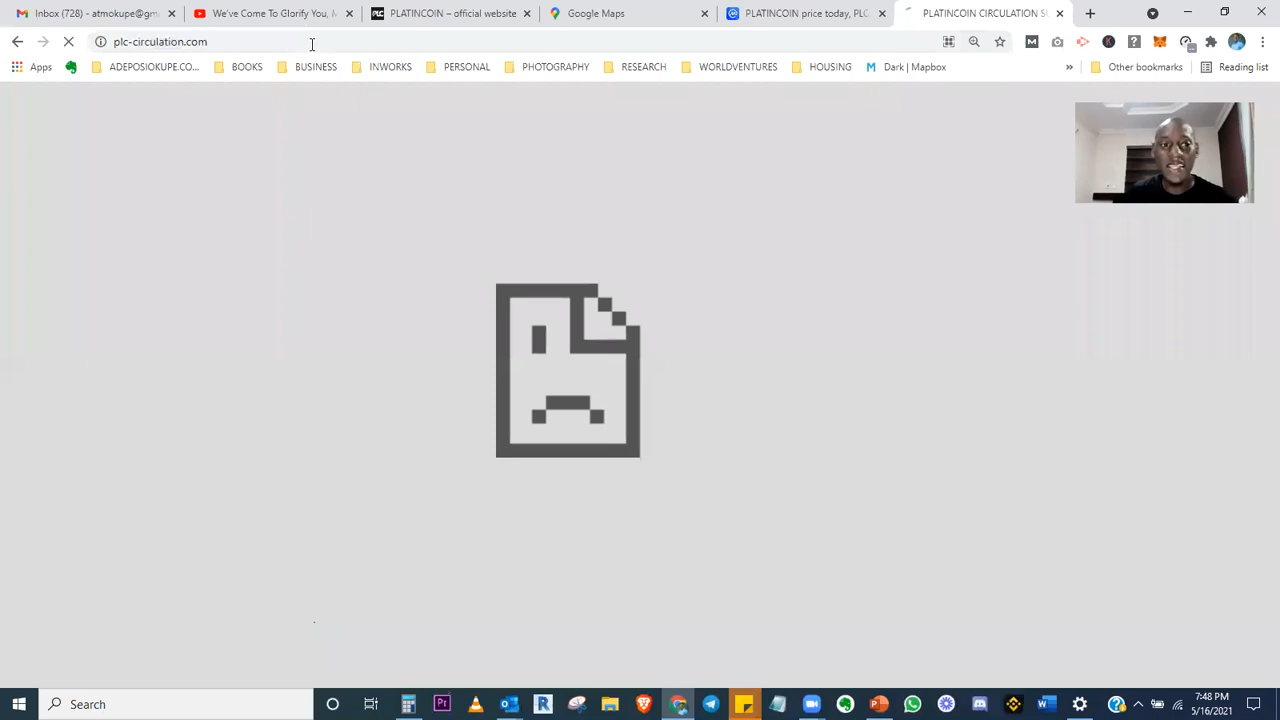 Inbox (728) - atmokupe@gm
We've Come To Glorify You, M
PLC PLATINCOIN – official website
Google Maps
PLATINCOIN price today, PLC
PLATINCOIN CIRCULATION SU
plc-circulation.com
Apps
ADEPOSIOKUPE.CO...
BOOKS
BUSINESS
INWORKS
PERSONAL
PHOTOGRAPHY
RESEARCH
WORLDVENTURES
HOUSING
Dark | Mapbox
»
Other bookmarks
Reading list
Search
7:48 PM
5/16/2021